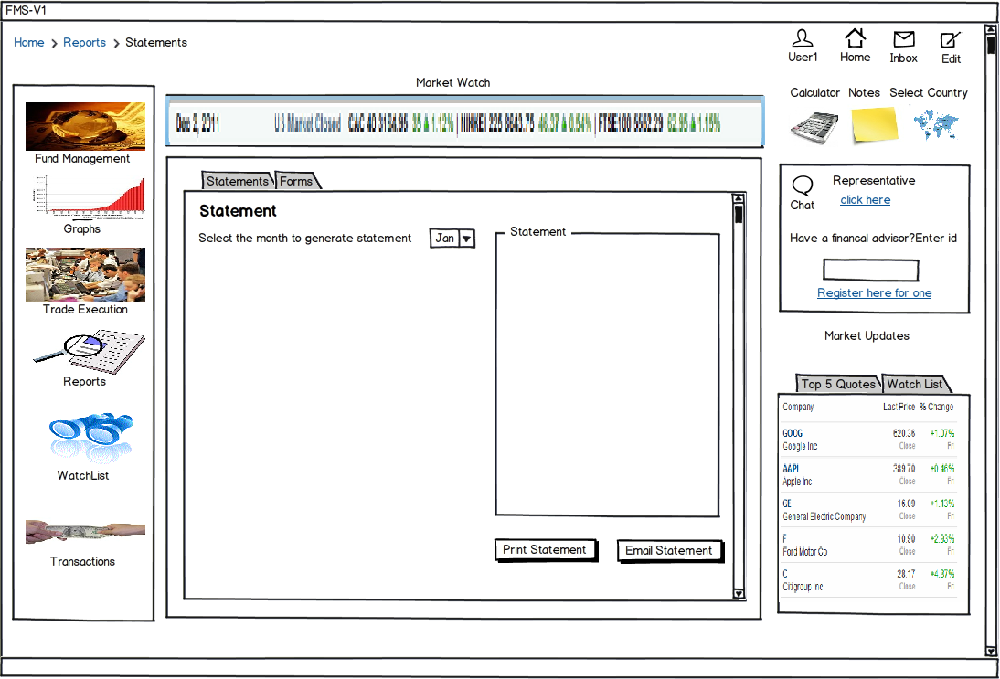 FMS-V1
Home > Reports > Statements
User1 Home Inbox Edit
Market Watch
Calculator Notes Select Country
Dec 2, 2011 US Market Closed CAC 40 3164.95 35 1.12% | NIKKEI 225 8643.75 46.37 0.54% | FTSE100 5552.29 62.95 1.15%
Fund Management
Graphs
Trade Execution
Reports
WatchList
Transactions
Statements Forms
Statement
Select the month to generate statement Jan
Statement
Print Statement Email Statement
Representative
Chat click here
Have a financal advisor?Enter id
Register here for one
Market Updates
Top 5 Quotes Watch List
Company Last Price % Change
GOOG 620.36 +1.07%
Google Inc Close Fr
AAPL 389.70 +0.46%
Apple Inc Close Fr
GE 16.09 +1.13%
General Electric Company Close Fr
F 10.90 +2.93%
Ford Motor Co Close Fr
C 28.17 +4.37%
Citigroup Inc Close Fr